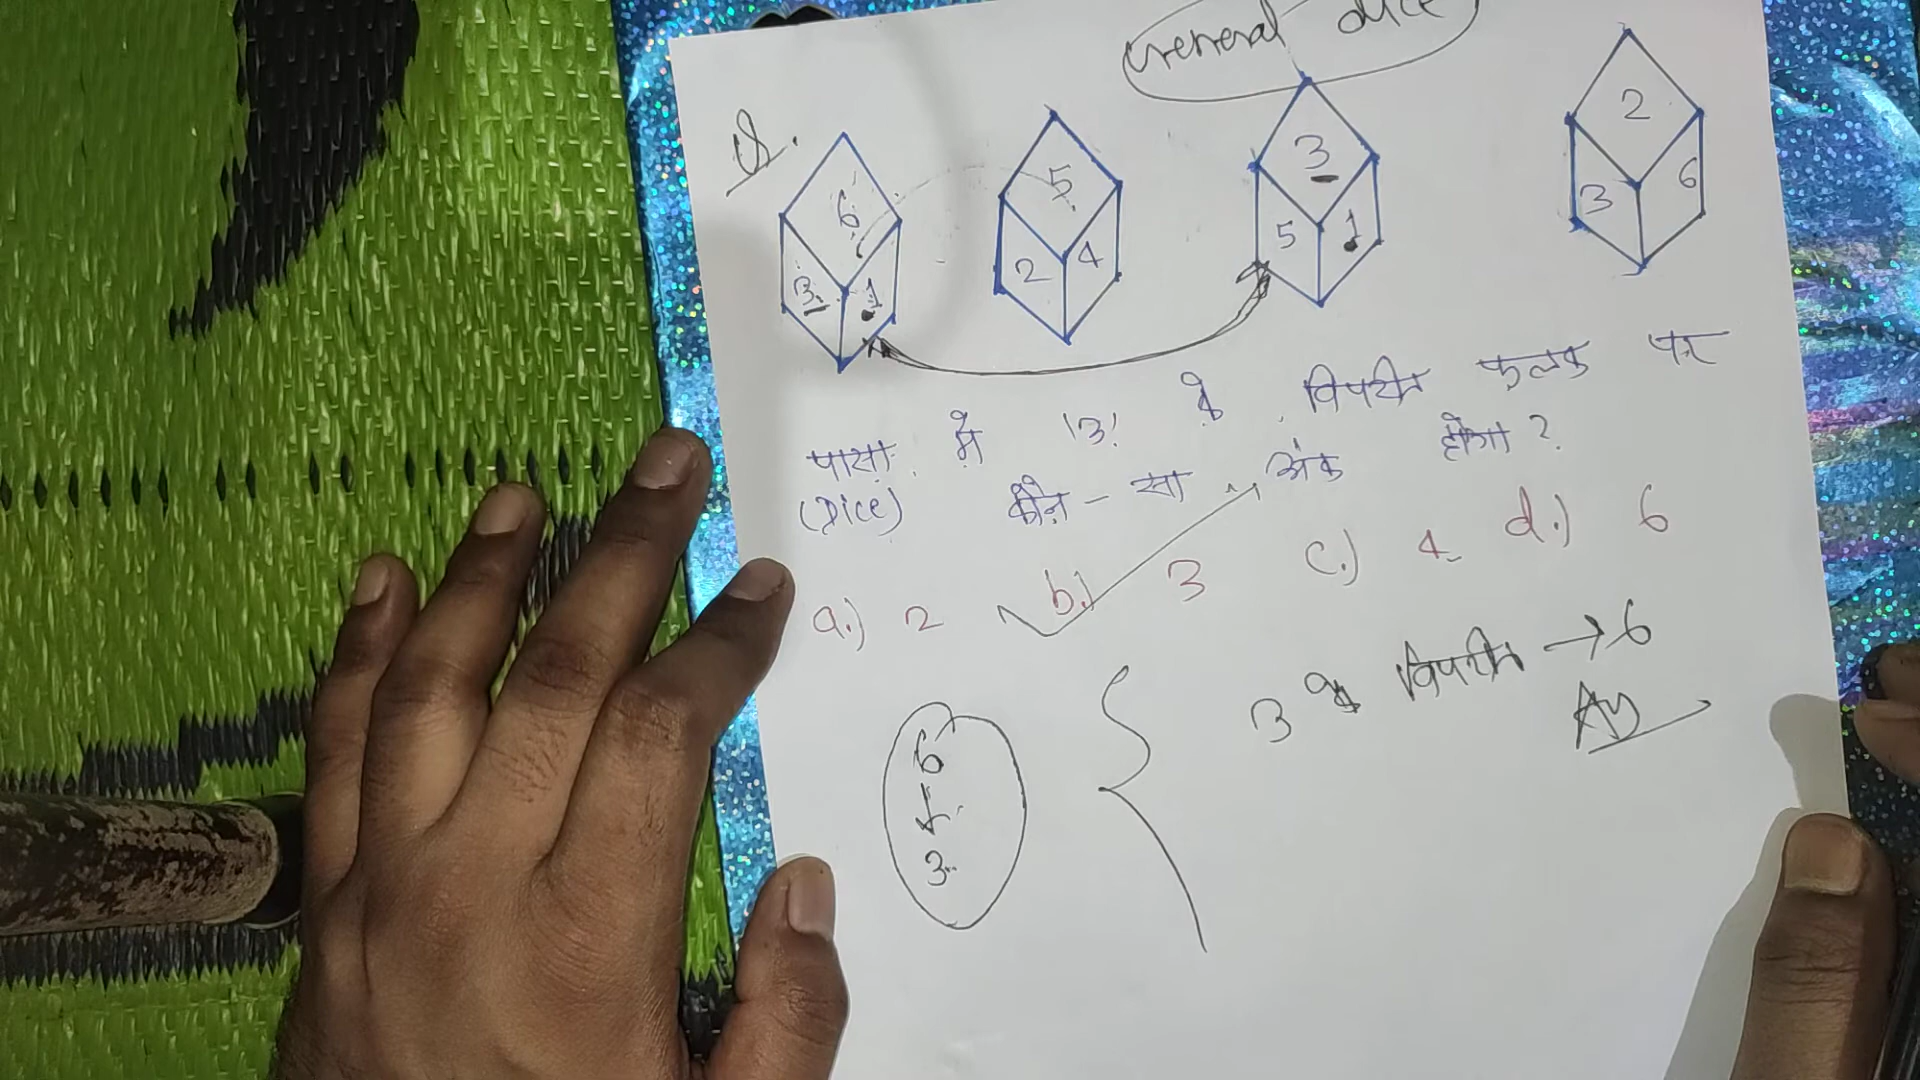 General dice
Q.
6 3 1
5 2 4
3 5 1
2 3 6
पासा में '3' के विपरीत फलक पर
(Dice) कौन - सा अंक होगा ?
a.) 2 b.) 3 c.) 4 d.) 6
3 के विपरीत → 6
Ans
6
3